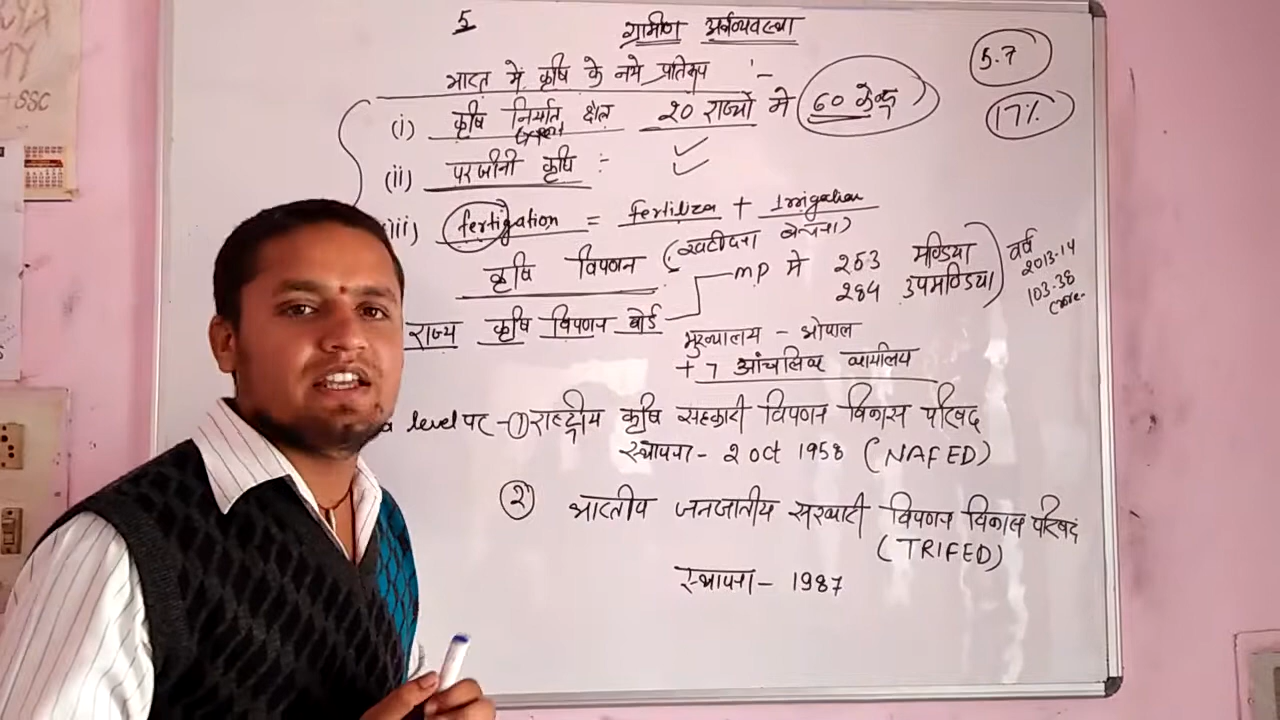 5
ग्रामीण अर्थव्यवस्था
5.7
17%
भारत में कृषि के नये प्रतिरूप :-
(i) कृषि निर्यात क्षेत्र 20 राज्यों मे 60 केन्द्र
(ii) परजीनी कृषि :-
iii) fertigation = fertilizer + Irrigation
कृषि विपणन (खरीदना बेचना)
mp मे 253 मण्डिया
284 उपमण्डिया
वर्ष
2013-14
103.38
राज्य कृषि विपणन बोर्ड
मुख्यालय - भोपाल
+ 7 आंचलिक कार्यालय
level पर - ① राष्ट्रीय कृषि सहकारी विपणन विकास परिषद
स्थापना - 2 oct 1958 (NAFED)
② भारतीय जनजातीय सरकारी विपणन विकास परिषद
(TRIFED)
स्थापना - 1987
+SSC